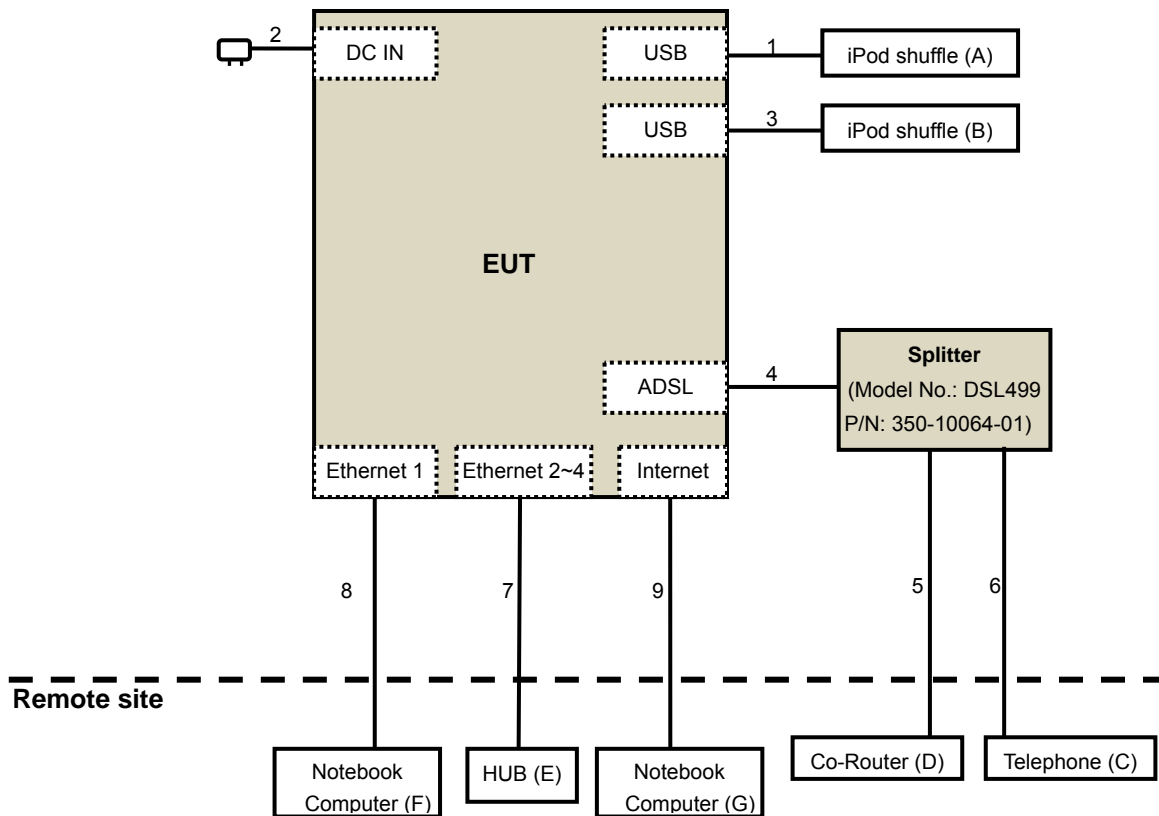 2
DC IN
USB
1
iPod shuffle (A)
USB
3
iPod shuffle (B)
EUT
ADSL
4
Splitter
(Model No.: DSL499
P/N: 350-10064-01)
Ethernet 1
Ethernet 2~4
Internet
8
7
9
5
6
Remote site
Notebook
Computer (F)
HUB (E)
Notebook
Computer (G)
Co-Router (D)
Telephone (C)